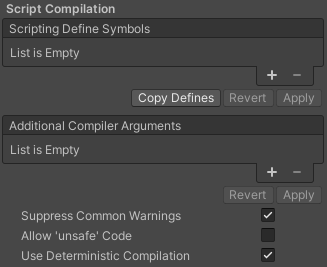 Script Compilation
Scripting Define Symbols
List is Empty
+ −
Copy Defines Revert Apply
Additional Compiler Arguments
List is Empty
+ −
Revert Apply
Suppress Common Warnings
Allow 'unsafe' Code
Use Deterministic Compilation